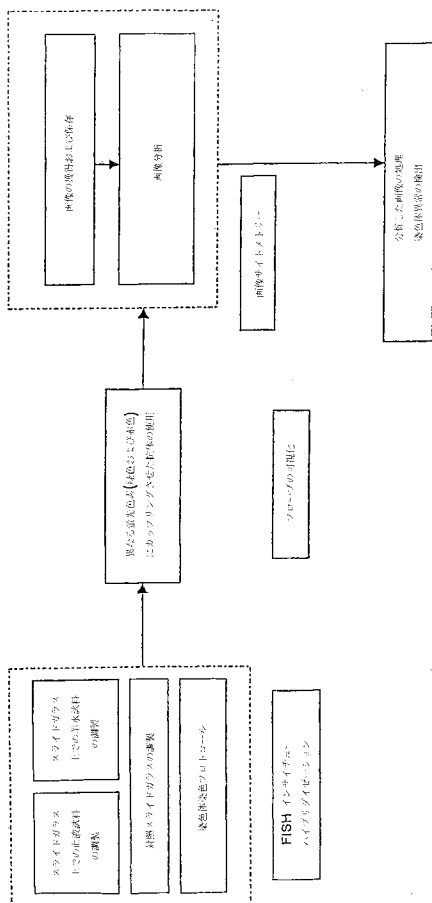 スライドガラス
上での血液試料
の調製
スライドガラス
上での羊水試料
の調製
対照スライドガラスの調製
染色体染色プロトコール
FISH インサイチュ・
ハイブリダイゼーション
異なる蛍光色素(緑色および赤色)
にカップリングさせた抗体の使用
プローブの可視化
画像の獲得および保存
画像分析
画像サイトメトリー
分析した画像の処理
染色体異常の検出